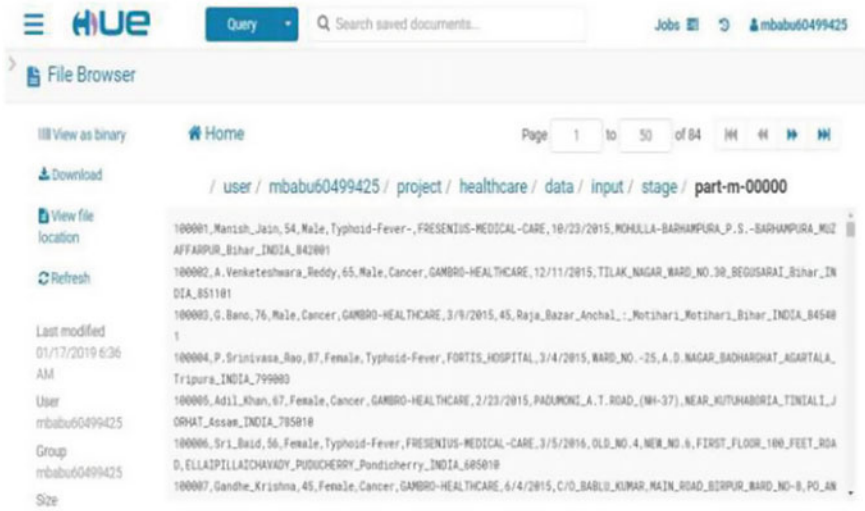 HUE
Query
Search saved documents...
Jobs
mbabu60499425
File Browser
View as binary
Home
Page 1 to 50 of 84
Download
/ user / mbabu60499425 / project / healthcare / data / input / stage / part-m-00000
View file
location
Refresh
Last modified
01/17/2019 6:36
AM
User
mbabu60499425
Group
mbabu60499425
Size
100001,Manish_Jain,54,Male,Typhoid-Fever-,FRESENIUS-MEDICAL-CARE,10/23/2015,MOHULLA-BARHAMPURA_P.S.-BARHAMPURA_MUZ
AFFARPUR_Bihar_INDIA_842001
100002,A.Venketeshwara_Reddy,65,Male,Cancer,GAMBRO-HEALTHCARE,12/11/2015,TILAK_NAGAR_WARD_NO.30_BEGUSARAI_Bihar_IN
DIA_851101
100003,G.Bano,76,Male,Cancer,GAMBRO-HEALTHCARE,3/9/2015,45,Raja_Bazar_Anchal_:_Motihari_Motihari_Bihar_INDIA_84540
1
100004,P.Srinivasa_Rao,87,Female,Typhoid-Fever,FORTIS_HOSPITAL,3/4/2015,WARD_NO.-25,A.D.NAGAR_BADHARGHAT_AGARTALA_
Tripura_INDIA_799003
100005,Adil_Khan,67,Female,Cancer,GAMBRO-HEALTHCARE,2/23/2015,PADUMONI_A.T.ROAD_(NH-37),NEAR_KUTUHABORIA_TINIALI_J
ORHAT_Assam_INDIA_785010
100006,Sri_Baid,56,Female,Typhoid-Fever,FRESENIUS-MEDICAL-CARE,3/5/2016,OLD_NO.4,NEW_NO.6,FIRST_FLOOR_100_FEET_ROA
D,ELLAIPILLAICHAVADY_PUDUCHERRY_Pondicherry_INDIA_605010
100007,Gandhe_Krishna,45,Female,Cancer,GAMBRO-HEALTHCARE,6/4/2015,C/O_BABLU_KUMAR,MAIN_ROAD_BIRPUR_WARD_NO-8,PO_AN